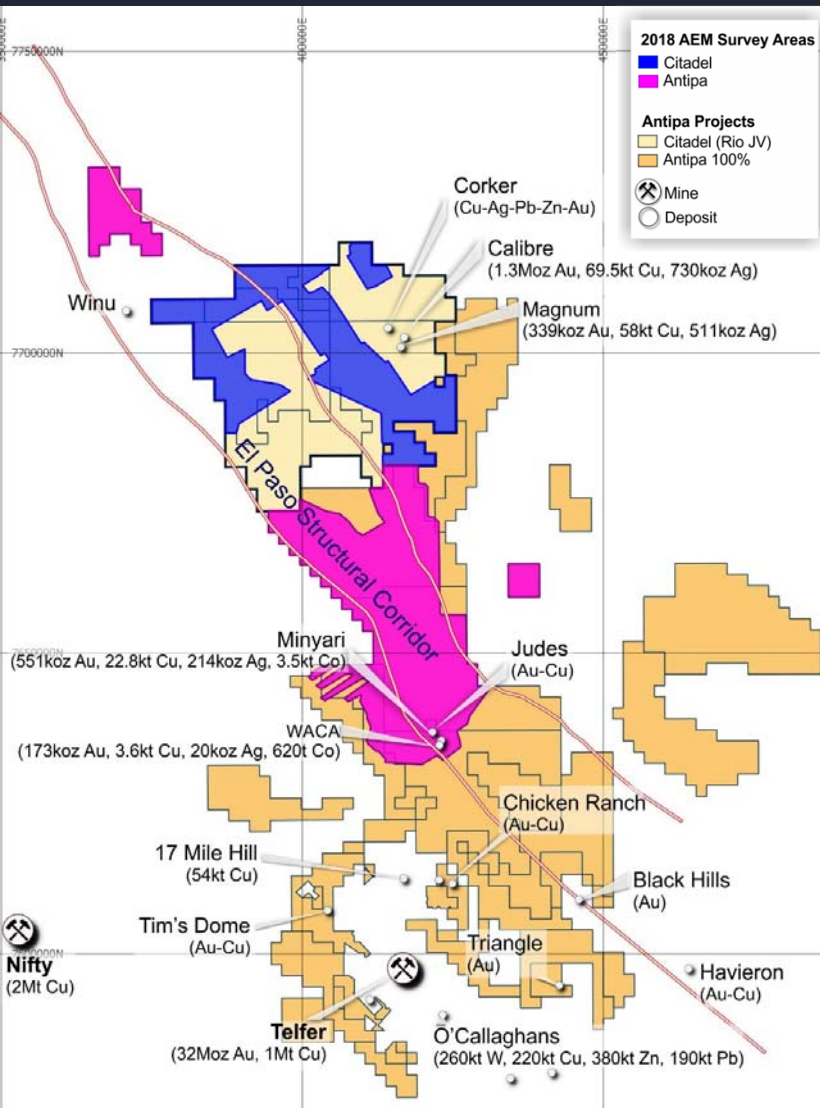 2018 AEM Survey Areas
Citadel
Antipa
Antipa Projects
Citadel (Rio JV)
Antipa 100%
Mine
Deposit
7750000N
400000E
450000E
Corker
(Cu-Ag-Pb-Zn-Au)
Calibre
(1.3Moz Au, 69.5kt Cu, 730koz Ag)
Winu
Magnum
(339koz Au, 58kt Cu, 511koz Ag)
7700000N
El Paso Structural Corridor
Minyari
(551koz Au, 22.8kt Cu, 214koz Ag, 3.5kt Co)
7650000N
Judes
(Au-Cu)
WACA
(173koz Au, 3.6kt Cu, 20koz Ag, 620t Co)
Chicken Ranch
(Au-Cu)
17 Mile Hill
(54kt Cu)
Black Hills
(Au)
Tim's Dome
(Au-Cu)
Triangle
(Au)
Nifty
(2Mt Cu)
Havieron
(Au-Cu)
Telfer
(32Moz Au, 1Mt Cu)
O'Callaghans
(260kt W, 220kt Cu, 380kt Zn, 190kt Pb)